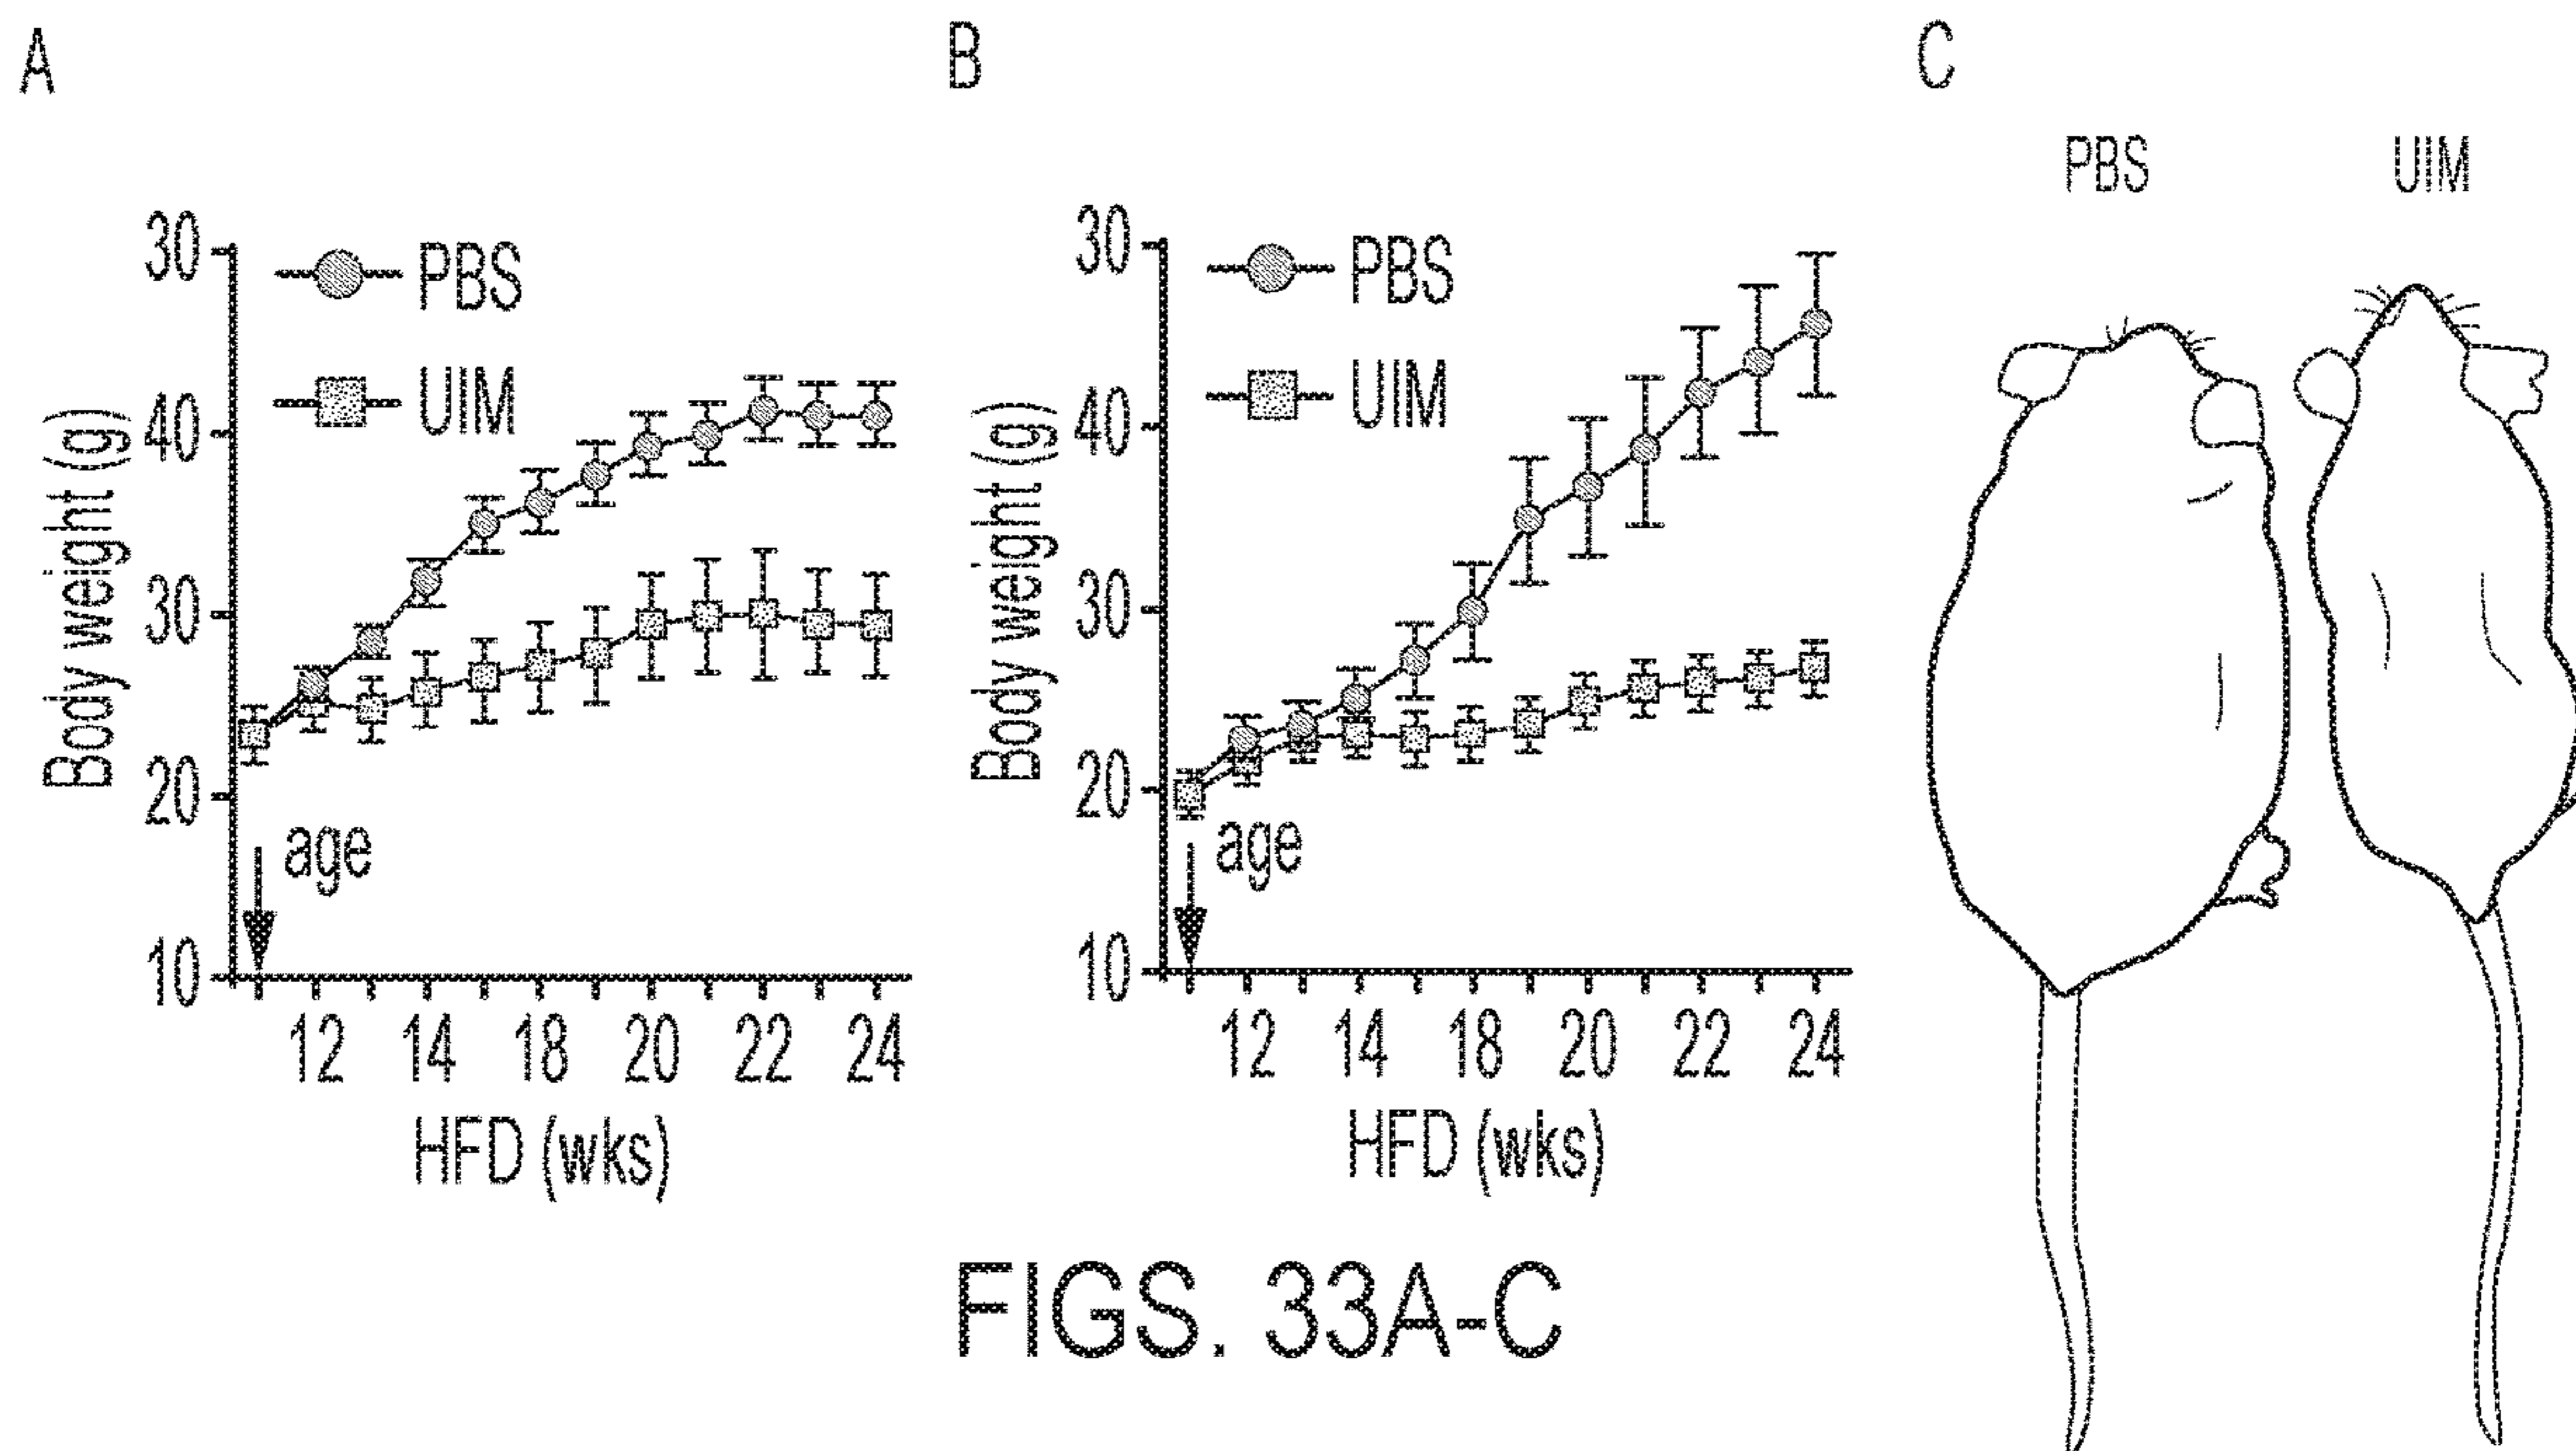 A
30
PBS
UIM
40
30
20
10
Body weight (g)
age
12 14 18 20 22 24
HFD (wks)
B
30
PBS
UIM
40
30
20
10
Body weight (g)
age
12 14 18 20 22 24
HFD (wks)
C
PBS UIM
FIGS. 33A-C